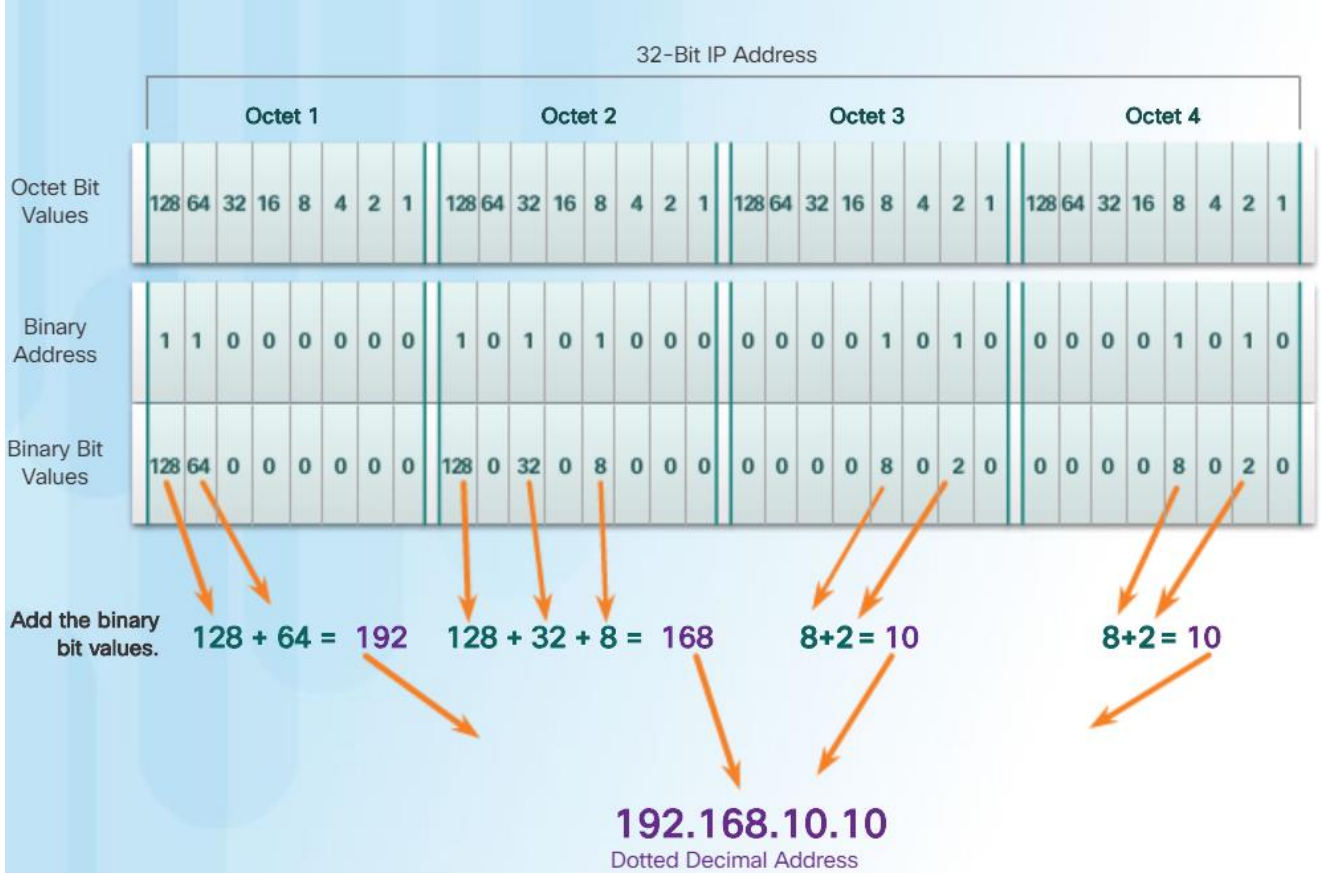 32-Bit IP Address
Octet 1 Octet 2 Octet 3 Octet 4
Octet Bit
Values
128 64 32 16 8 4 2 1 128 64 32 16 8 4 2 1 128 64 32 16 8 4 2 1 128 64 32 16 8 4 2 1
Binary
Address
1 1 0 0 0 0 0 0 1 0 1 0 1 0 0 0 0 0 0 0 1 0 1 0 0 0 0 0 1 0 1 0
Binary Bit
Values
128 64 0 0 0 0 0 0 128 0 32 0 8 0 0 0 0 0 0 0 8 0 2 0 0 0 0 0 8 0 2 0
Add the binary
bit values.
128 + 64 = 192 128 + 32 + 8 = 168 8+2 = 10 8+2 = 10
192.168.10.10
Dotted Decimal Address